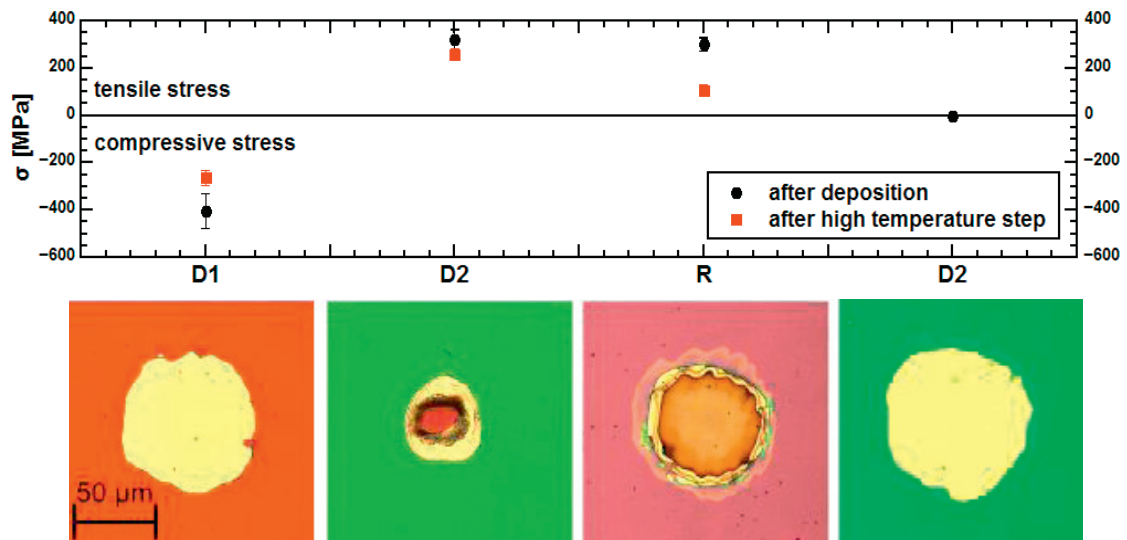 400
400
200
200
tensile stress
0
0
compressive stress
−200
−200
after deposition
−400
−400
after high temperature step
−600
−600
σ [MPa]
D1
D2
R
D2
50 μm